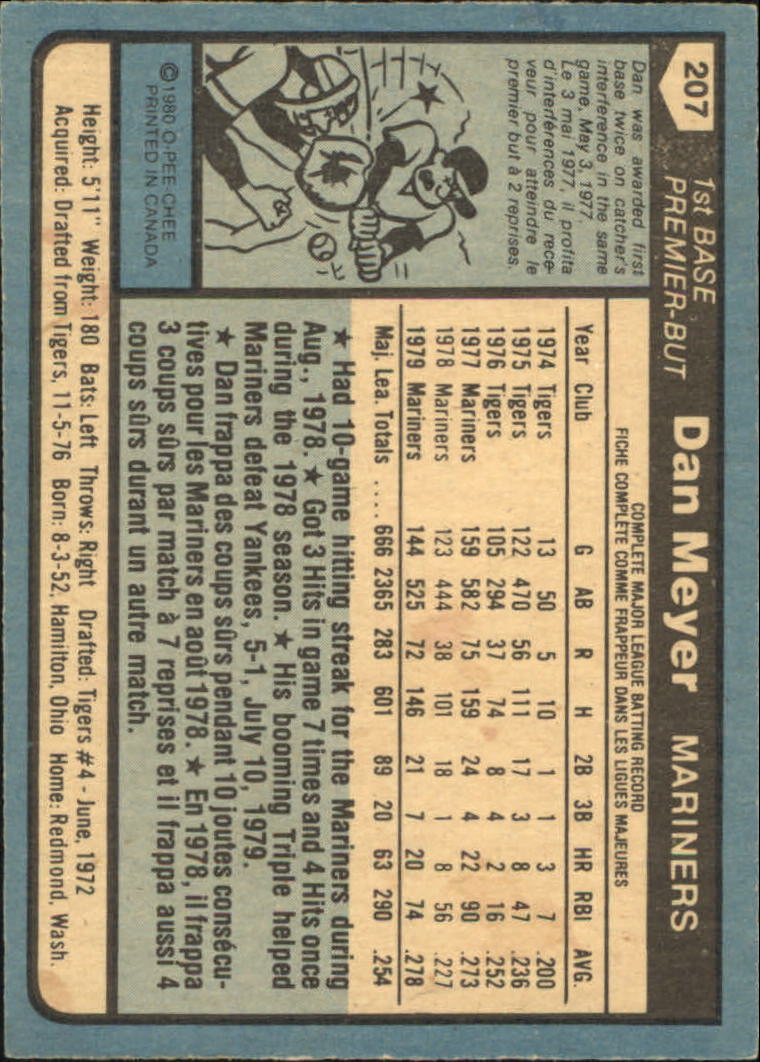 207
1st BASE
PREMIER-BUT
Dan Meyer MARINERS
Dan was awarded first
base twice on catcher's
interference in the same
game, May 3, 1977.
Le 3 mai 1977, il profita
d'interférences du rece-
veur pour atteindre le
premier but à 2 reprises.
©1980 O-PEE-CHEE
PRINTED IN CANADA
COMPLETE MAJOR LEAGUE BATTING RECORD
FICHE COMPLÈTE COMME FRAPPEUR DANS LES LIGUES MAJEURES
Year Club G AB R H 2B 3B HR RBI AVG.
1974 Tigers 13 50 5 10 1 1 3 7 .200
1975 Tigers 122 470 56 111 17 3 8 47 .236
1976 Tigers 105 294 37 74 8 4 2 16 .252
1977 Mariners 159 582 75 159 24 4 22 90 .273
1978 Mariners 123 444 38 101 18 1 8 56 .227
1979 Mariners 144 525 72 146 21 7 20 74 .278
Maj. Lea. Totals .... 666 2365 283 601 89 20 63 290 .254
★ Had 10-game hitting streak for the Mariners during
Aug., 1978. ★ Got 3 Hits in game 7 times and 4 Hits once
during the 1978 season. ★ His booming Triple helped
Mariners defeat Yankees, 5-1, July 10, 1979.
★ Dan frappa des coups sûrs pendant 10 joutes consécu-
tives pour les Mariners en août 1978. ★ En 1978, il frappa
3 coups sûrs par match à 7 reprises et il frappa aussi 4
coups sûrs durant un autre match.
Height: 5'11" Weight: 180 Bats: Left Throws: Right Drafted: Tigers #4 - June, 1972
Acquired: Drafted from Tigers, 11-5-76 Born: 8-3-52, Hamilton, Ohio Home: Redmond, Wash.